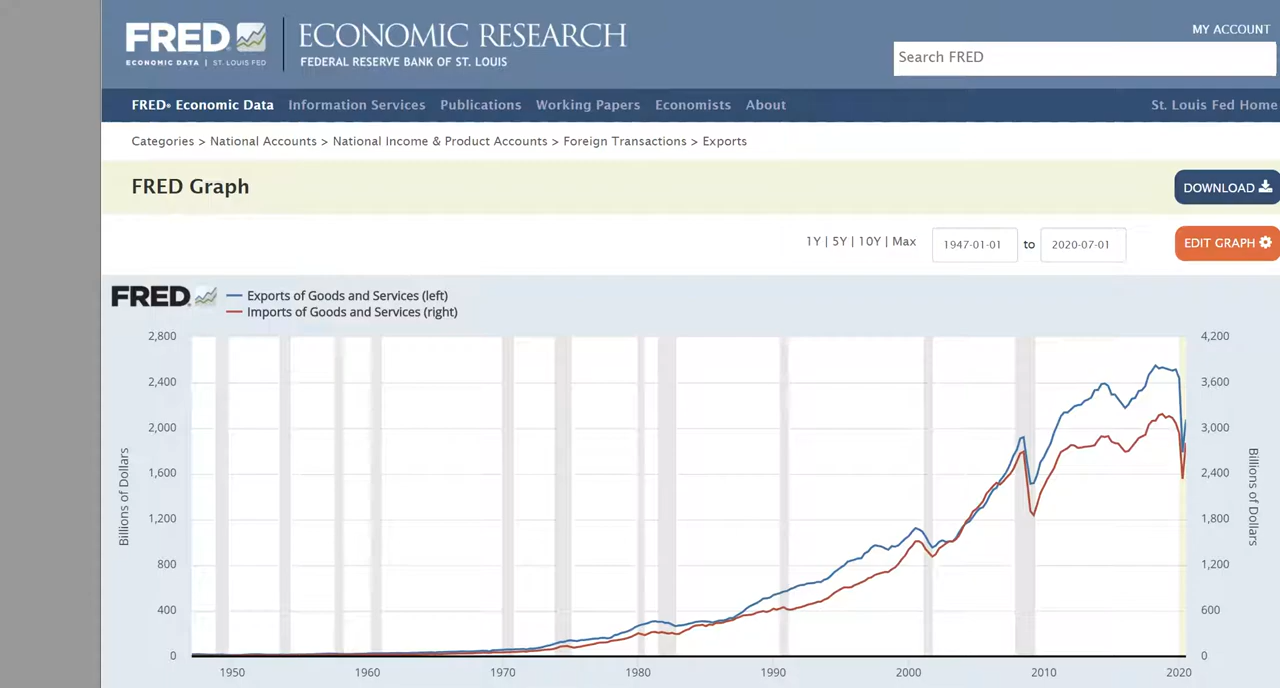 FRED
ECONOMIC DATA | ST. LOUIS FED
ECONOMIC RESEARCH
FEDERAL RESERVE BANK OF ST. LOUIS
MY ACCOUNT
Search FRED
FRED® Economic Data Information Services Publications Working Papers Economists About St. Louis Fed Home
Categories > National Accounts > National Income & Product Accounts > Foreign Transactions > Exports
FRED Graph
DOWNLOAD
1Y | 5Y | 10Y | Max 1947-01-01 to 2020-07-01
EDIT GRAPH
FRED
Exports of Goods and Services (left)
Imports of Goods and Services (right)
2,800 4,200
2,400 3,600
2,000 3,000
1,600 2,400
1,200 1,800
800 1,200
400 600
0 0
Billions of Dollars
Billions of Dollars
1950 1960 1970 1980 1990 2000 2010 2020